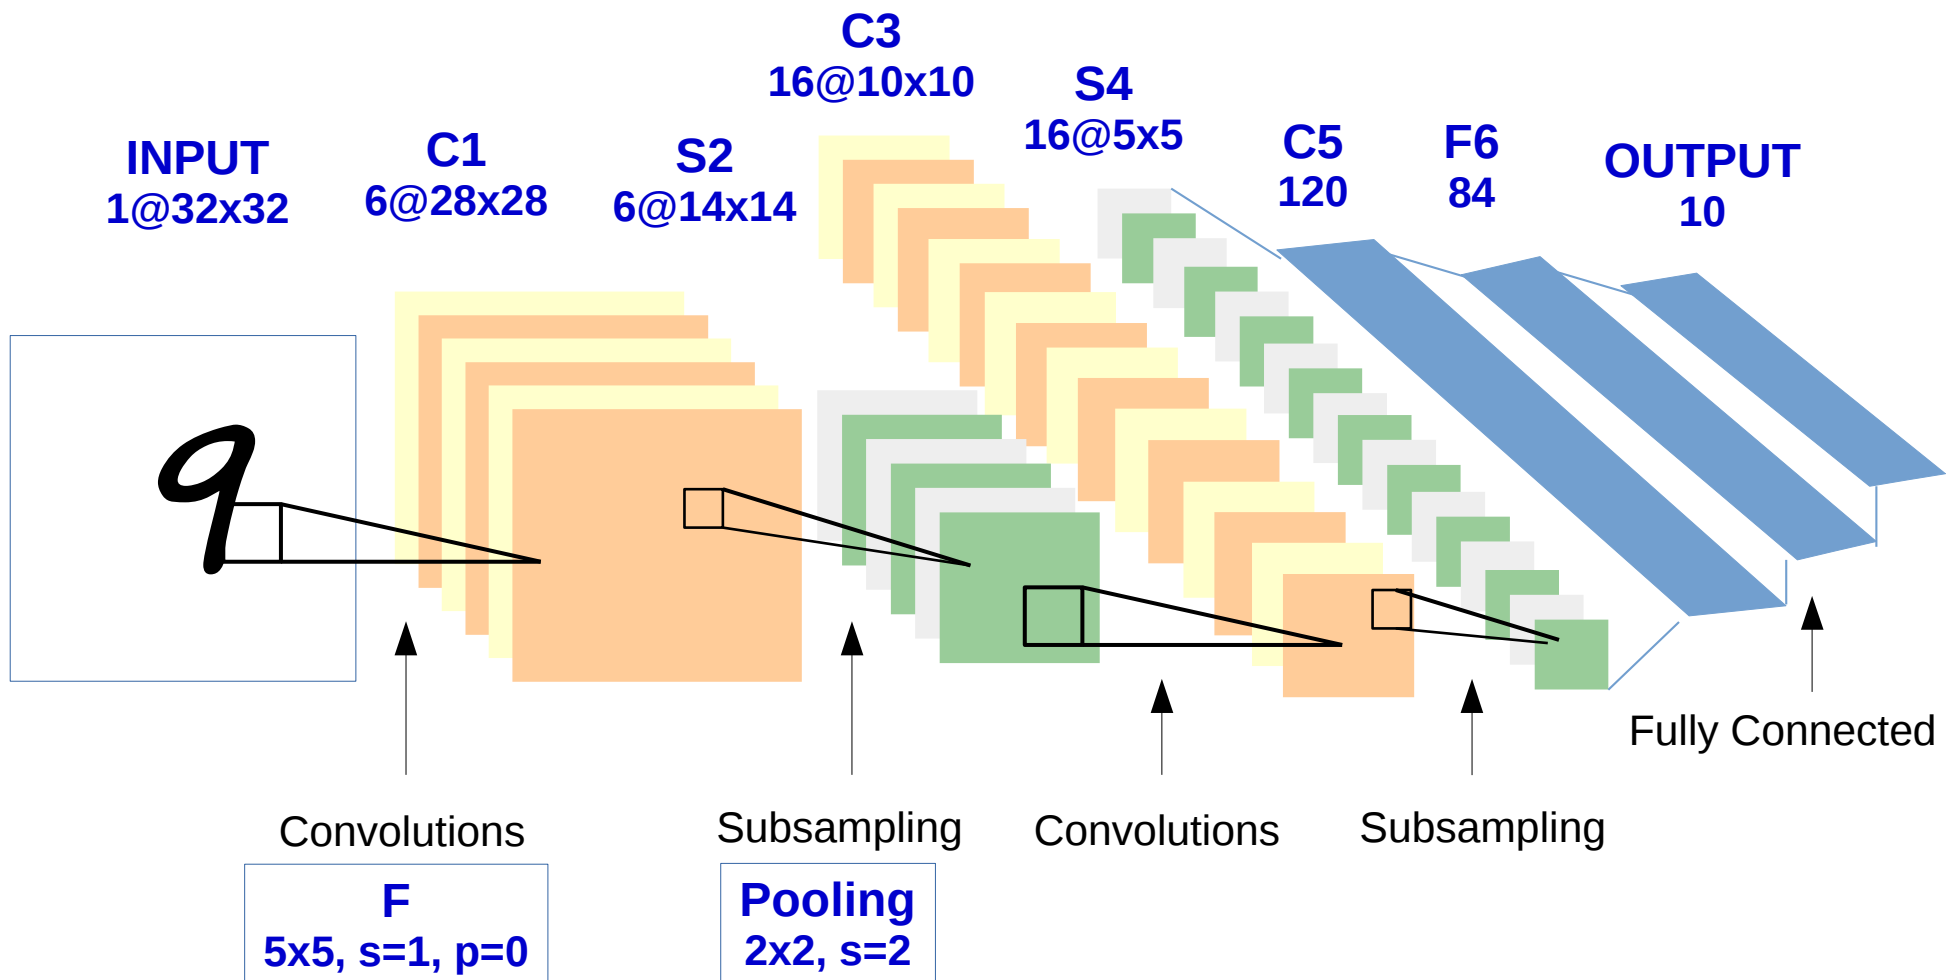 C3
16@10x10
S4
16@5x5
INPUT
1@32x32
C1
6@28x28
S2
6@14x14
C5
120
F6
84
OUTPUT
10
9
Fully Connected
Convolutions
Subsampling
Convolutions
Subsampling
F
5x5, s=1, p=0
Pooling
2x2, s=2